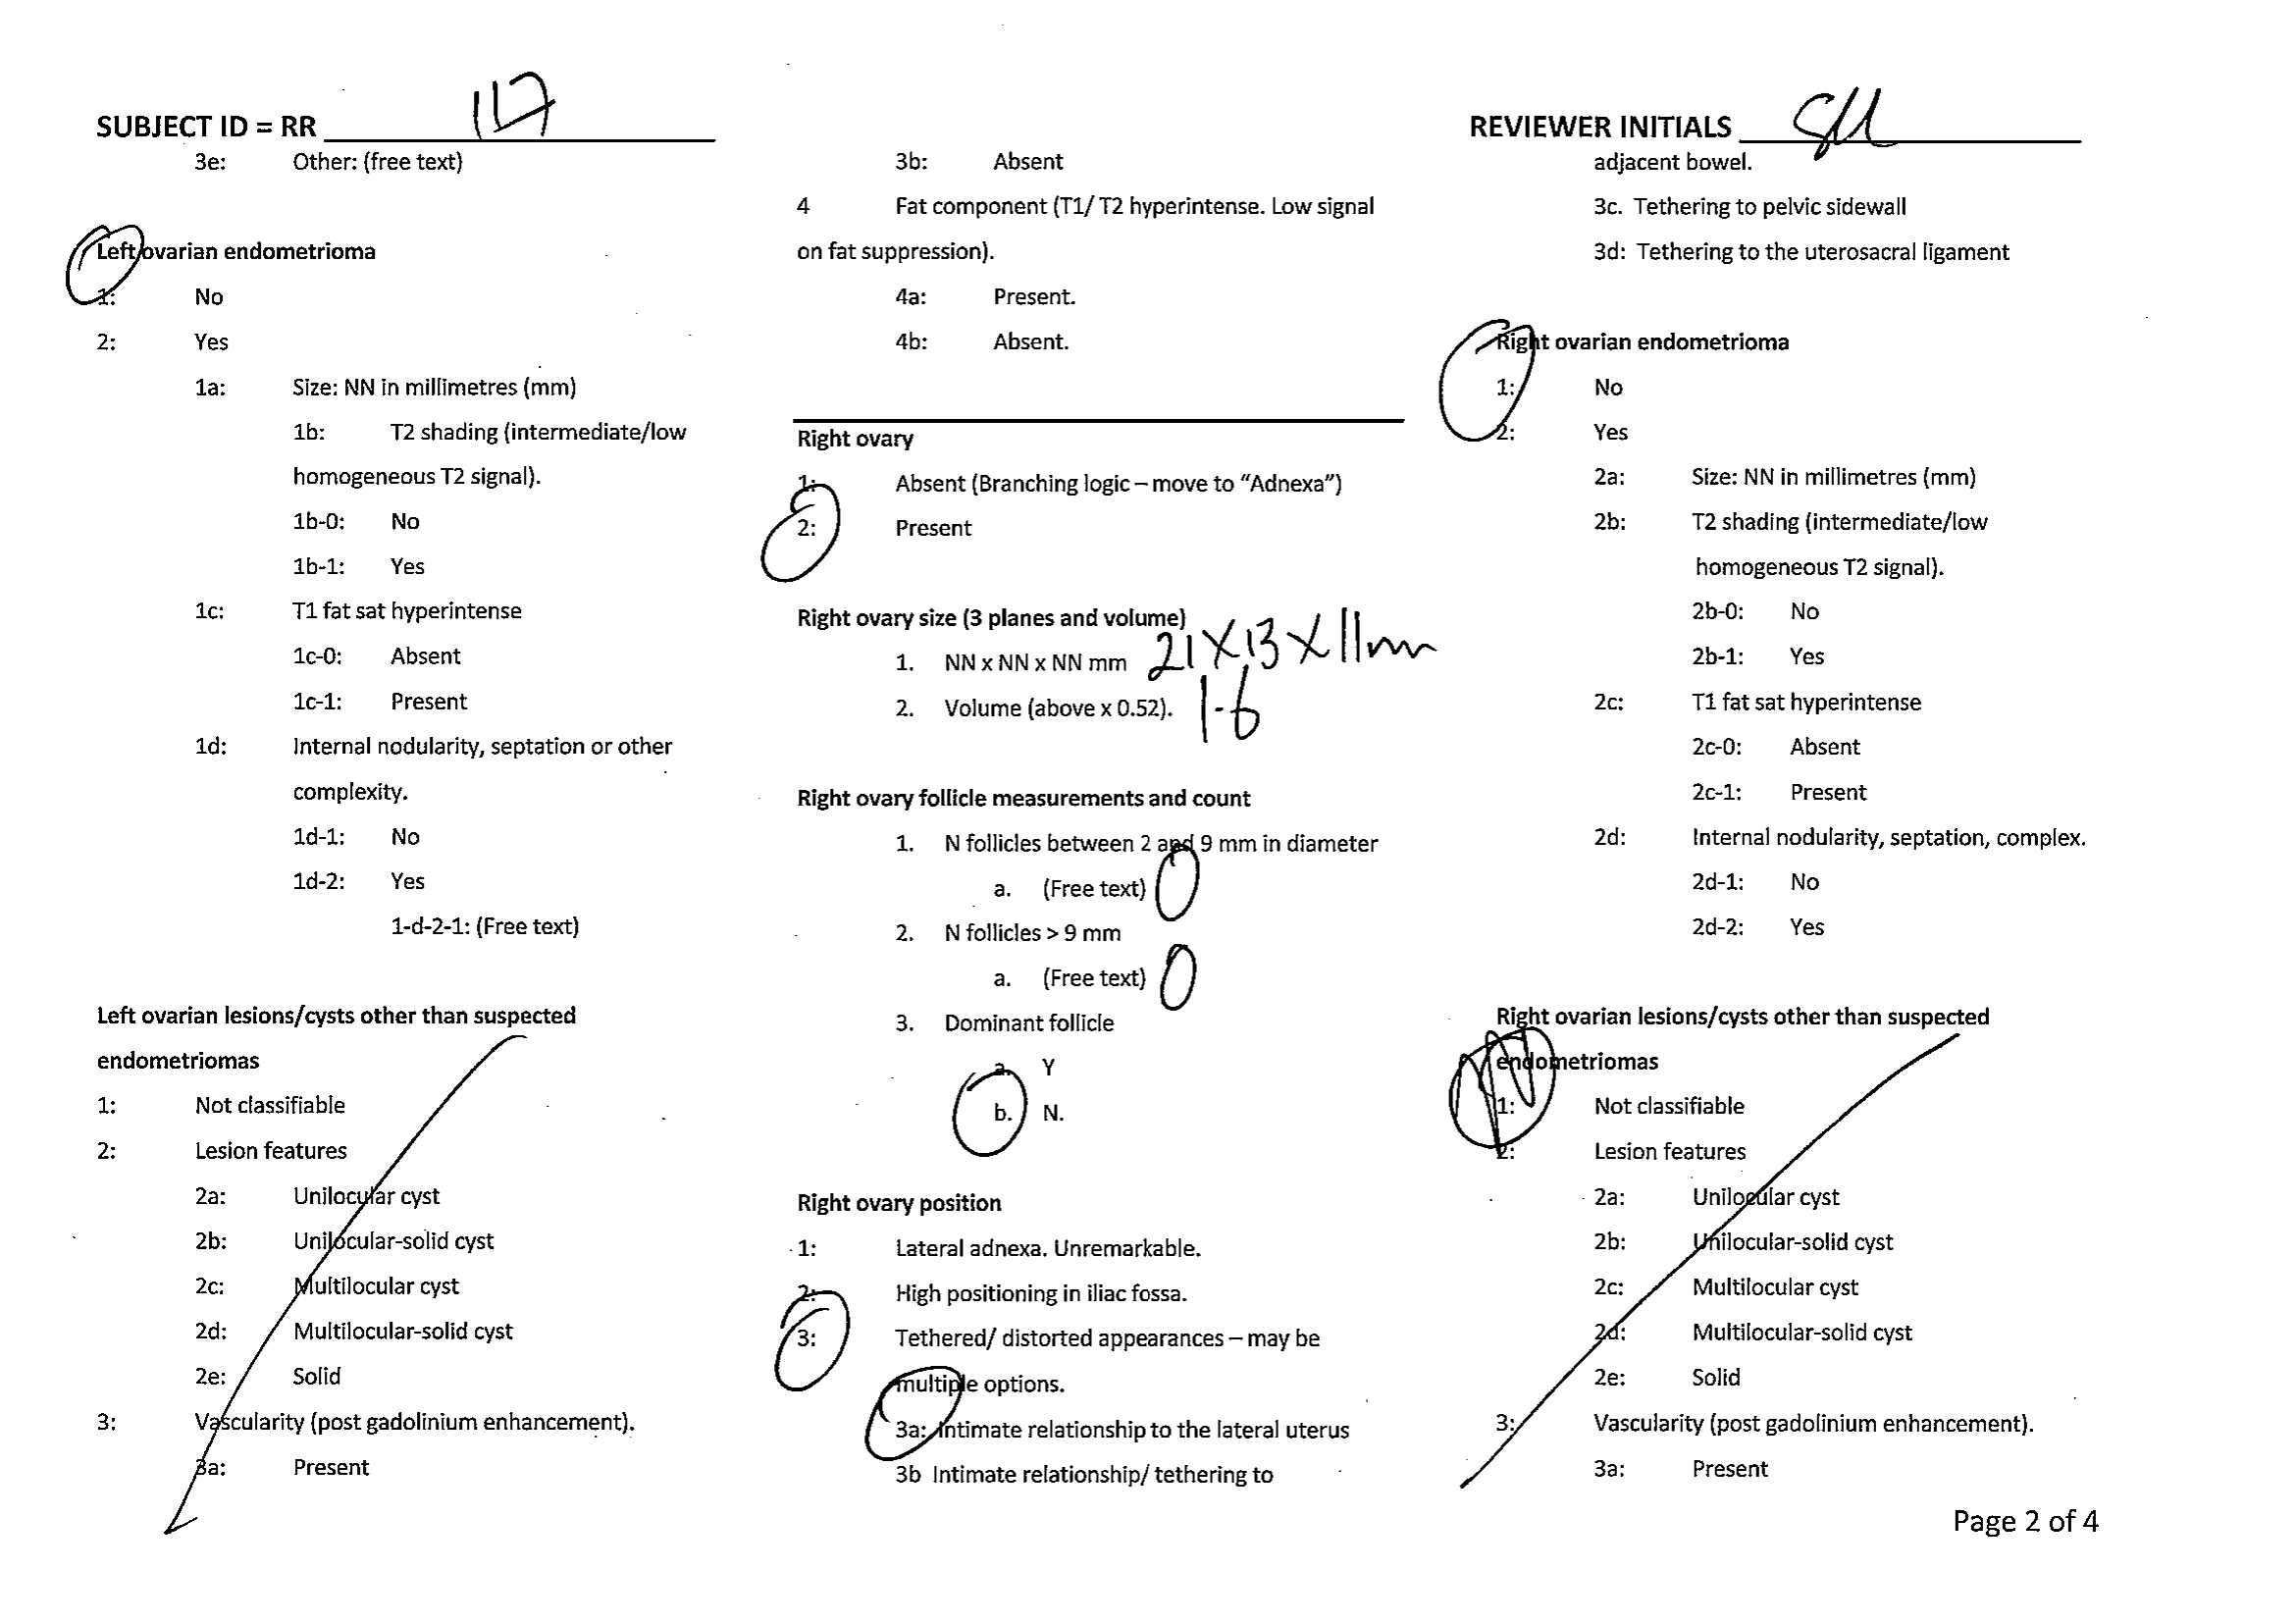 SUBJECT ID = RR 117
3e: Other: (free text)
Left ovarian endometrioma
1: No
2: Yes
1a: Size: NN in millimetres (mm)
1b: T2 shading (intermediate/low
homogeneous T2 signal).
1b-0: No
1b-1: Yes
1c: T1 fat sat hyperintense
1c-0: Absent
1c-1: Present
1d: Internal nodularity, septation or other
complexity.
1d-1: No
1d-2: Yes
1-d-2-1: (Free text)
Left ovarian lesions/cysts other than suspected
endometriomas
1: Not classifiable
2: Lesion features
2a: Unilocular cyst
2b: Unilocular-solid cyst
2c: Multilocular cyst
2d: Multilocular-solid cyst
2e: Solid
3: Vascularity (post gadolinium enhancement).
3a: Present
3b: Absent
4 Fat component (T1/ T2 hyperintense. Low signal
on fat suppression).
4a: Present.
4b: Absent.
Right ovary
1: Absent (Branching logic – move to “Adnexa”)
2: Present
Right ovary size (3 planes and volume)
1. NN x NN x NN mm 21 X 13 X 11mm
2. Volume (above x 0.52). 1.6
Right ovary follicle measurements and count
1. N follicles between 2 and 9 mm in diameter
a. (Free text) 0
2. N follicles > 9 mm
a. (Free text) 0
3. Dominant follicle
a. Y
b. N.
Right ovary position
1: Lateral adnexa. Unremarkable.
2: High positioning in iliac fossa.
3: Tethered/ distorted appearances – may be
multiple options.
3a: Intimate relationship to the lateral uterus
3b Intimate relationship/ tethering to
REVIEWER INITIALS
adjacent bowel.
3c. Tethering to pelvic sidewall
3d: Tethering to the uterosacral ligament
Right ovarian endometrioma
1: No
2: Yes
2a: Size: NN in millimetres (mm)
2b: T2 shading (intermediate/low
homogeneous T2 signal).
2b-0: No
2b-1: Yes
2c: T1 fat sat hyperintense
2c-0: Absent
2c-1: Present
2d: Internal nodularity, septation, complex.
2d-1: No
2d-2: Yes
Right ovarian lesions/cysts other than suspected
endometriomas
1: Not classifiable
2: Lesion features
2a: Unilocular cyst
2b: Unilocular-solid cyst
2c: Multilocular cyst
2d: Multilocular-solid cyst
2e: Solid
3: Vascularity (post gadolinium enhancement).
3a: Present
Page 2 of 4